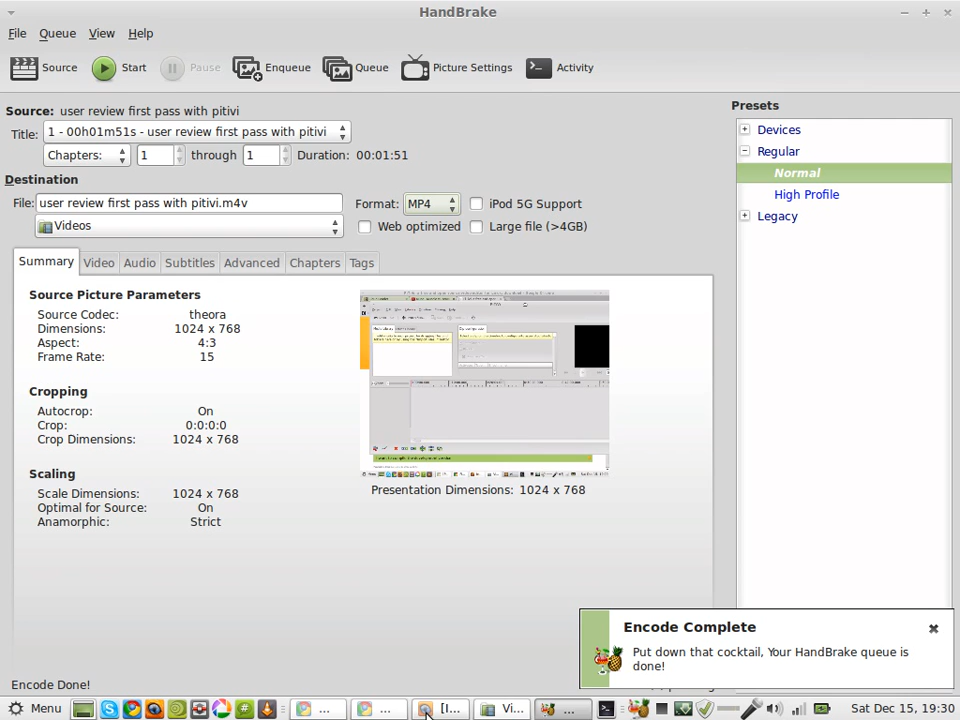 HandBrake
File Queue View Help
Source Start Pause Enqueue Queue Picture Settings Activity
Source: user review first pass with pitivi
Title: 1 - 00h01m51s - user review first pass with pitivi
Chapters: 1 through 1 Duration: 00:01:51
Destination
File: user review first pass with pitivi.m4v Format: MP4 iPod 5G Support
Videos Web optimized Large file (>4GB)
Summary Video Audio Subtitles Advanced Chapters Tags
Source Picture Parameters
Source Codec: theora
Dimensions: 1024 x 768
Aspect: 4:3
Frame Rate: 15
Cropping
Autocrop: On
Crop: 0:0:0:0
Crop Dimensions: 1024 x 768
Scaling
Scale Dimensions: 1024 x 768
Optimal for Source: On
Anamorphic: Strict
Presentation Dimensions: 1024 x 768
Presets
Devices
Regular
Normal
High Profile
Legacy
Encode Complete
Put down that cocktail, Your HandBrake queue is
done!
Encode Done!
Menu ... ... [I... Vi... ... Sat Dec 15, 19:30